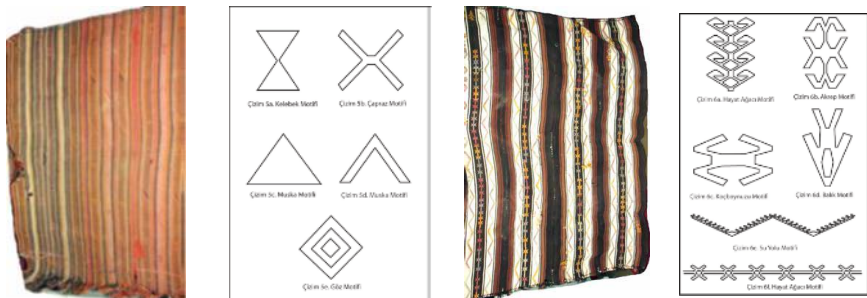 Çizim 5a. Kelebek Motifi
Çizim 5b. Çapraz Motifi
Çizim 5c. Muska Motifi
Çizim 5d. Muska Motifi
Çizim 5e. Göz Motifi
Çizim 6a. Hayat Ağacı Motifi
Çizim 6b. Akrep Motifi
Çizim 6c. Koçboynuzu Motifi
Çizim 6d. Balık Motifi
Çizim 6e. Su Yolu Motifi
Çizim 6f. Hayat Ağacı Motifi